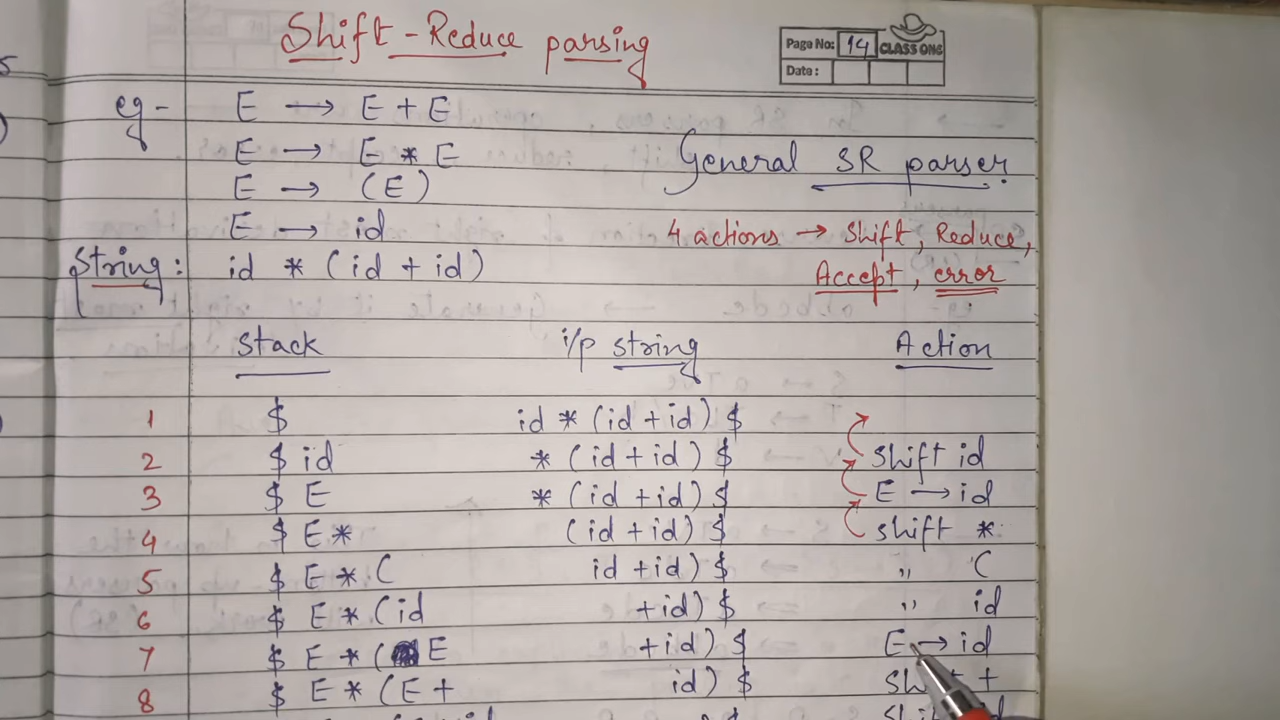 Shift-Reduce parsing
Page No: 14 CLASS ONE
Date :
eg- E → E + E
E → E * E
General SR parser
E → (E)
E → id
4 actions → Shift, Reduce,
Accept, error
String: id * (id + id)
Stack i/p string Action
1 $ id * (id + id) $
2 $ id * (id + id) $ Shift id
3 $ E * (id + id) $ E → id
4 $ E * (id + id) $ Shift *
5 $ E * ( id + id) $ " (
6 $ E * (id + id) $ " id
7 $ E * ( E + id) $ E → id
8 $ E * (E + id) $ +